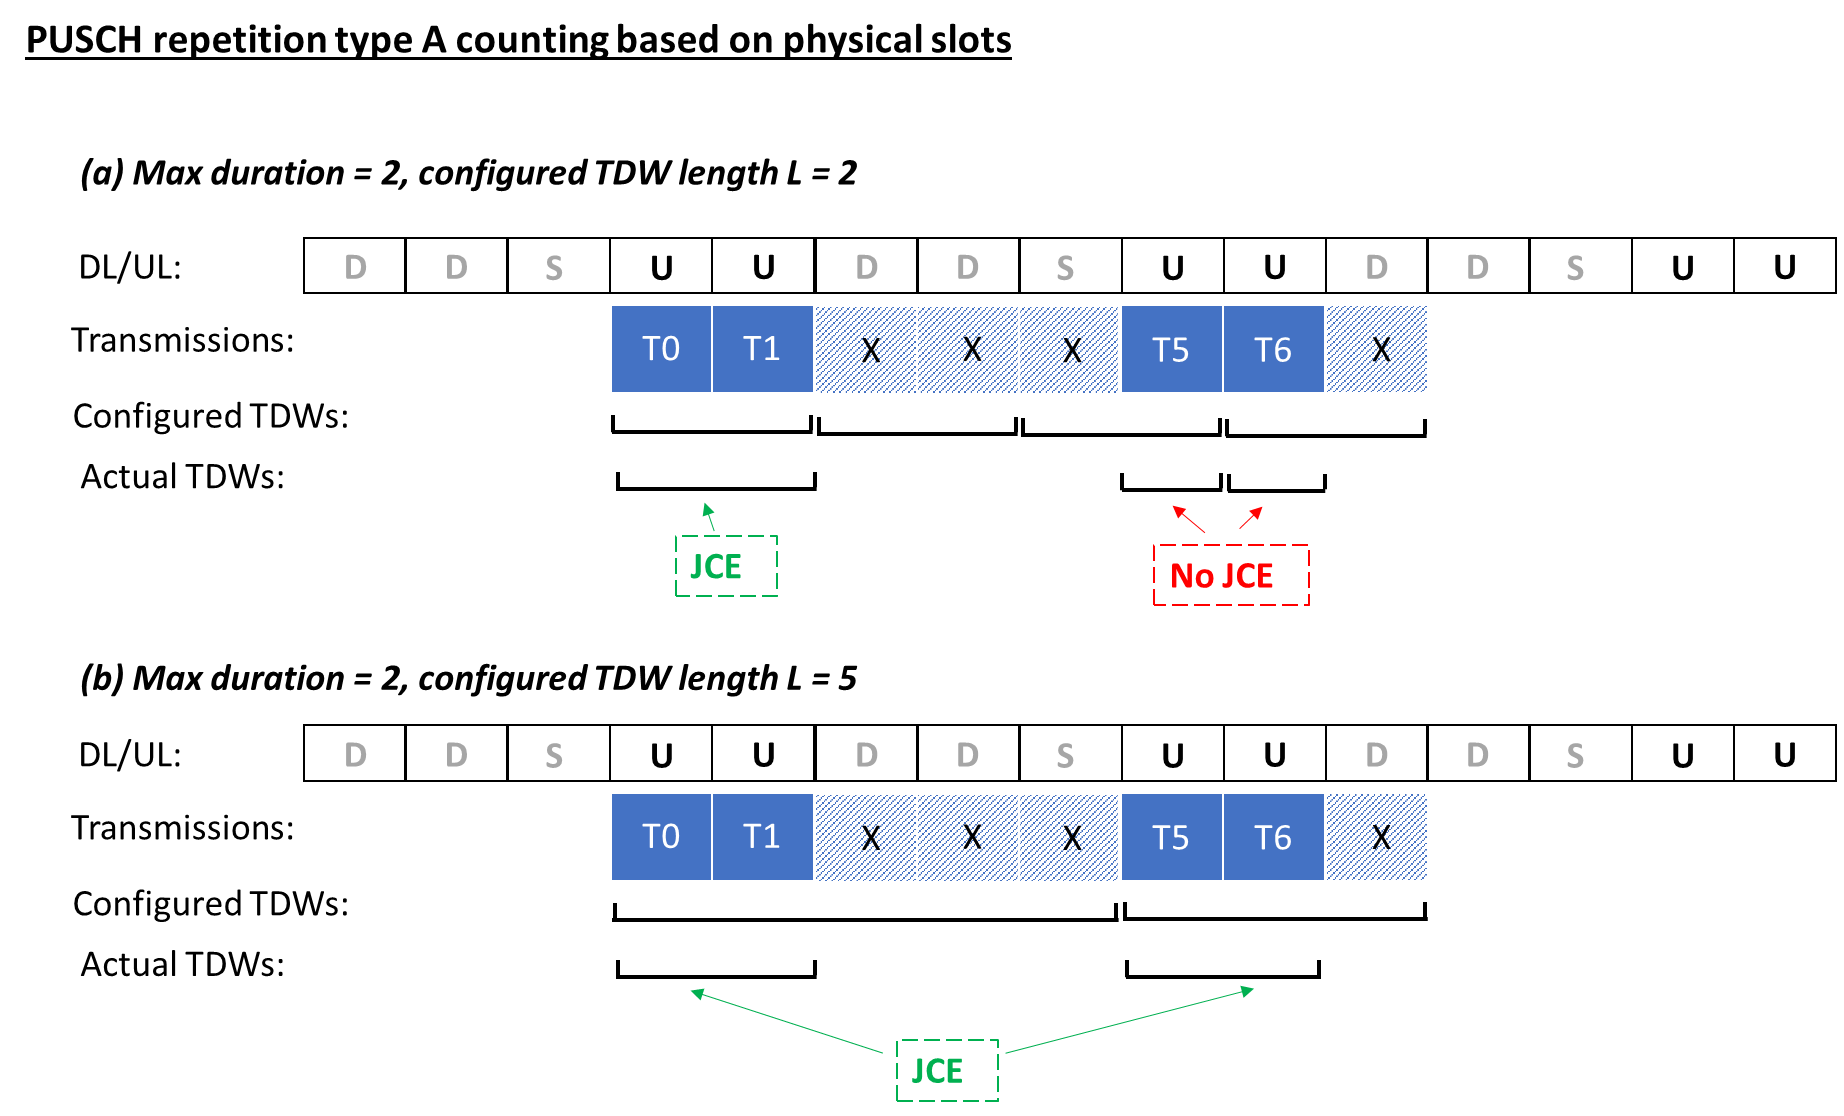 PUSCH repetition type A counting based on physical slots
(a) Max duration = 2, configured TDW length L = 2
DL/UL: D D S U U D D S U U D D S U U
Transmissions: T0 T1 X X X T5 T6 X
Configured TDWs:
Actual TDWs:
JCE
No JCE
(b) Max duration = 2, configured TDW length L = 5
DL/UL: D D S U U D D S U U D D S U U
Transmissions: T0 T1 X X X T5 T6 X
Configured TDWs:
Actual TDWs:
JCE